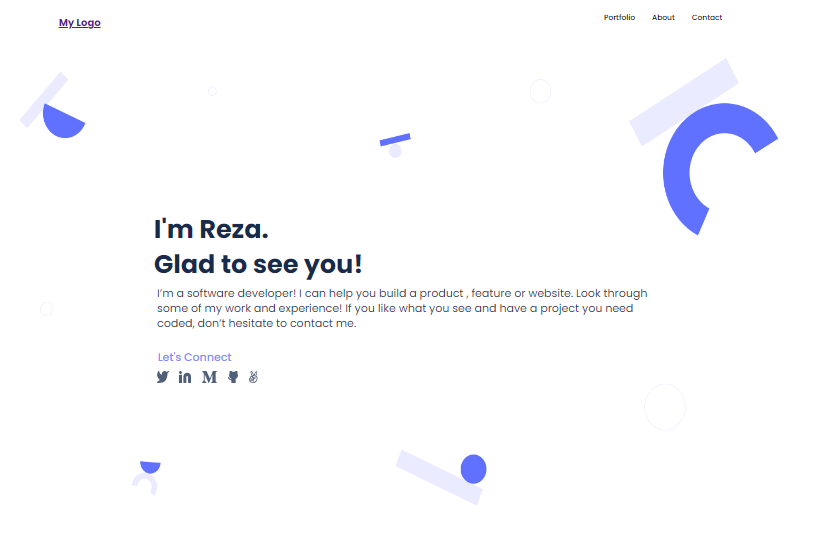 My Logo
Portfolio About Contact
I'm Reza.
Glad to see you!
I’m a software developer! I can help you build a product , feature or website. Look through
some of my work and experience! If you like what you see and have a project you need
coded, don’t hesitate to contact me.
Let's Connect